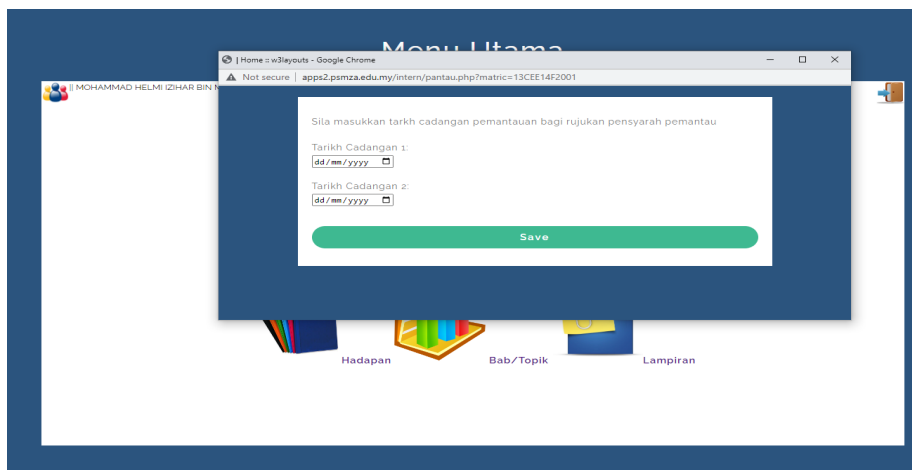 Menu Utama
| Home :: w3layouts - Google Chrome
Not secure | apps2.psmza.edu.my/intern/pantau.php?matric=13CEE14F2001
|| MOHAMMAD HELMI IZIHAR BIN
Sila masukkan tarkh cadangan pemantauan bagi rujukan pensyarah pemantau
Tarikh Cadangan 1:
dd/mm/yyyy
Tarikh Cadangan 2:
dd/mm/yyyy
Save
Hadapan
Bab/Topik
Lampiran